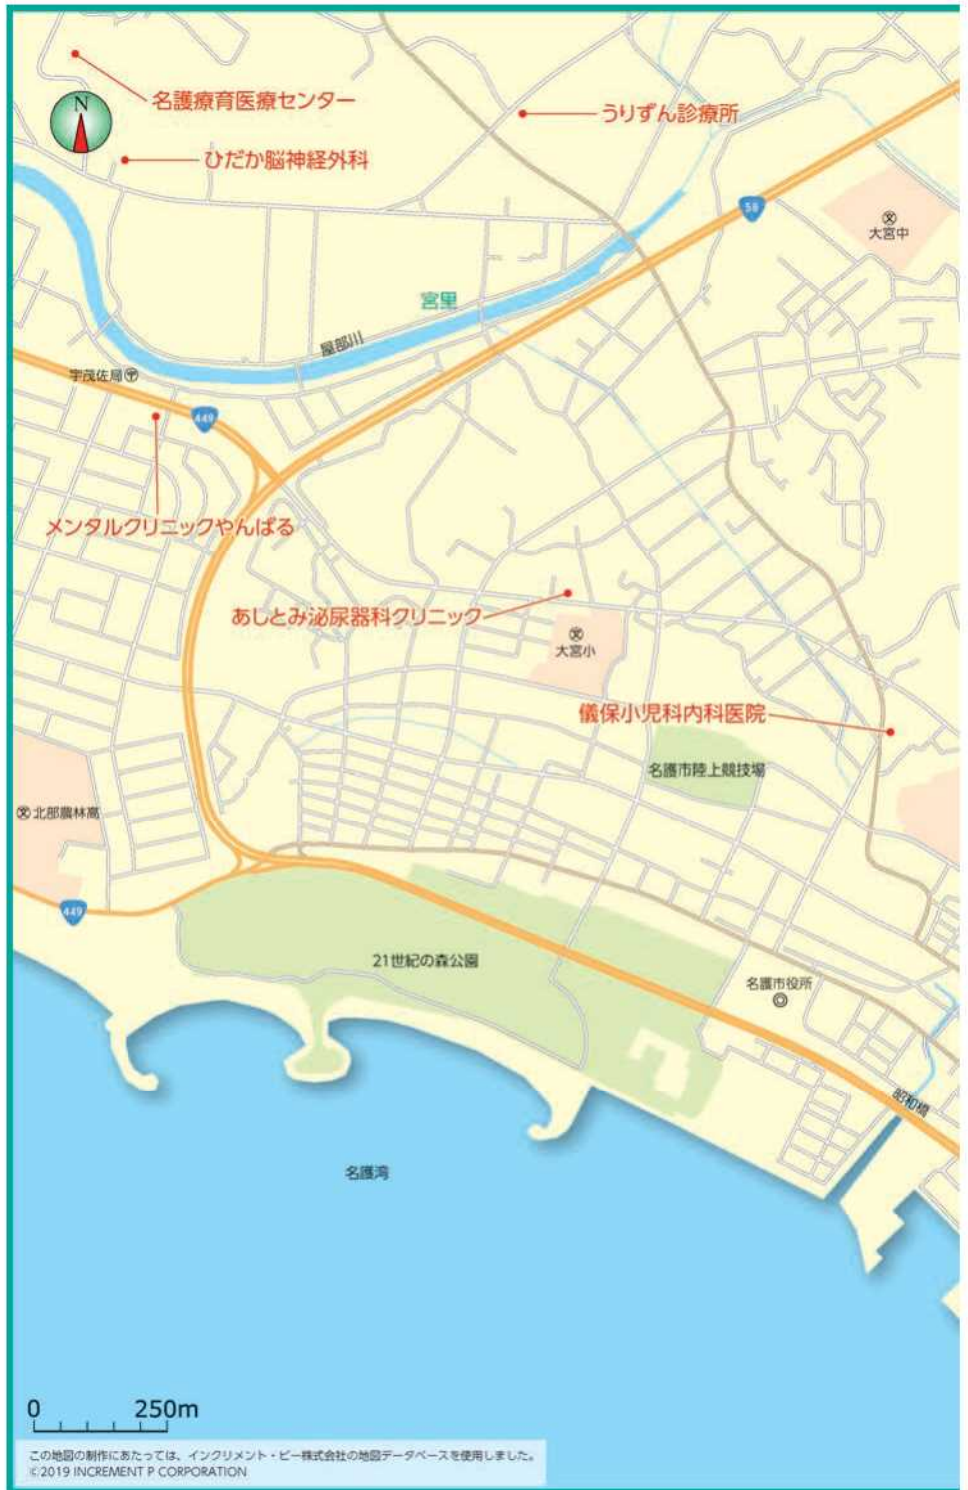 名護療育医療センター
N
うりずん診療所
ひだか脳神経外科
58
大宮中
宮里
屋部川
宇茂佐局
449
メンタルクリニックやんばる
あしとみ泌尿器科クリニック
大宮小
儀保小児科内科医院
名護市陸上競技場
北部農林高
449
21世紀の森公園
名護市役所
昭和橋
名護湾
0 250m
この地図の制作にあたっては、インクリメント・ピー株式会社の地図データベースを使用しました。
©2019 INCREMENT P CORPORATION